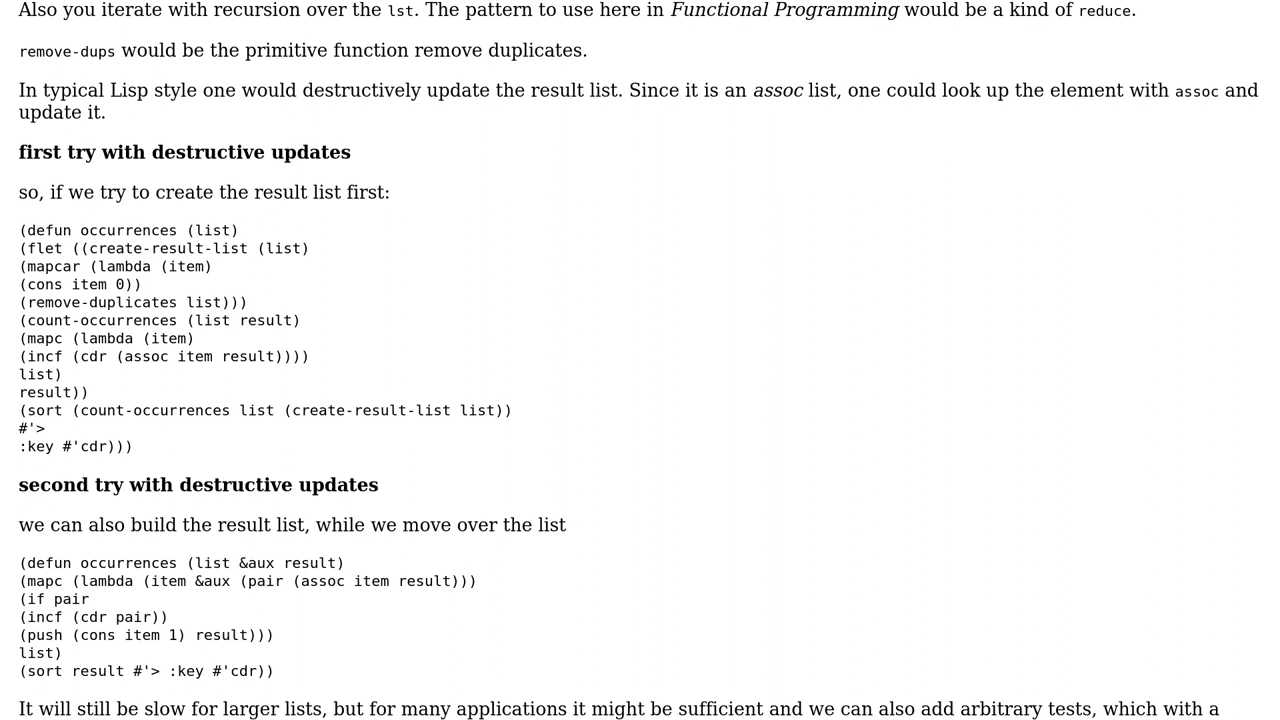 Also you iterate with recursion over the lst. The pattern to use here in Functional Programming would be a kind of reduce.
remove-dups would be the primitive function remove duplicates.
In typical Lisp style one would destructively update the result list. Since it is an assoc list, one could look up the element with assoc and
update it.
first try with destructive updates
so, if we try to create the result list first:
(defun occurrences (list)
(flet ((create-result-list (list)
(mapcar (lambda (item)
(cons item 0))
(remove-duplicates list)))
(count-occurrences (list result)
(mapc (lambda (item)
(incf (cdr (assoc item result))))
list)
result))
(sort (count-occurrences list (create-result-list list))
#'>
:key #'cdr)))
second try with destructive updates
we can also build the result list, while we move over the list
(defun occurrences (list &aux result)
(mapc (lambda (item &aux (pair (assoc item result)))
(if pair
(incf (cdr pair))
(push (cons item 1) result)))
list)
(sort result #'> :key #'cdr))
It will still be slow for larger lists, but for many applications it might be sufficient and we can also add arbitrary tests, which with a